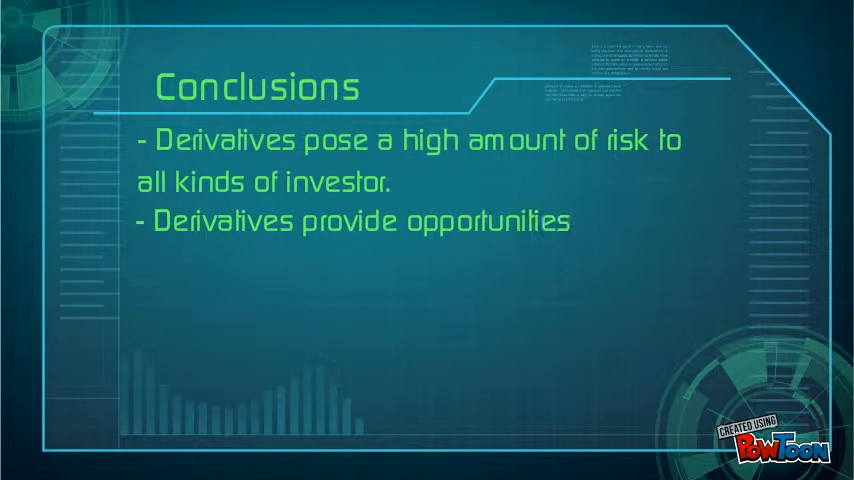 Conclusions
- Derivatives pose a high amount of risk to
all kinds of investor.
- Derivatives provide opportunities
CREATED USING
POWTOON